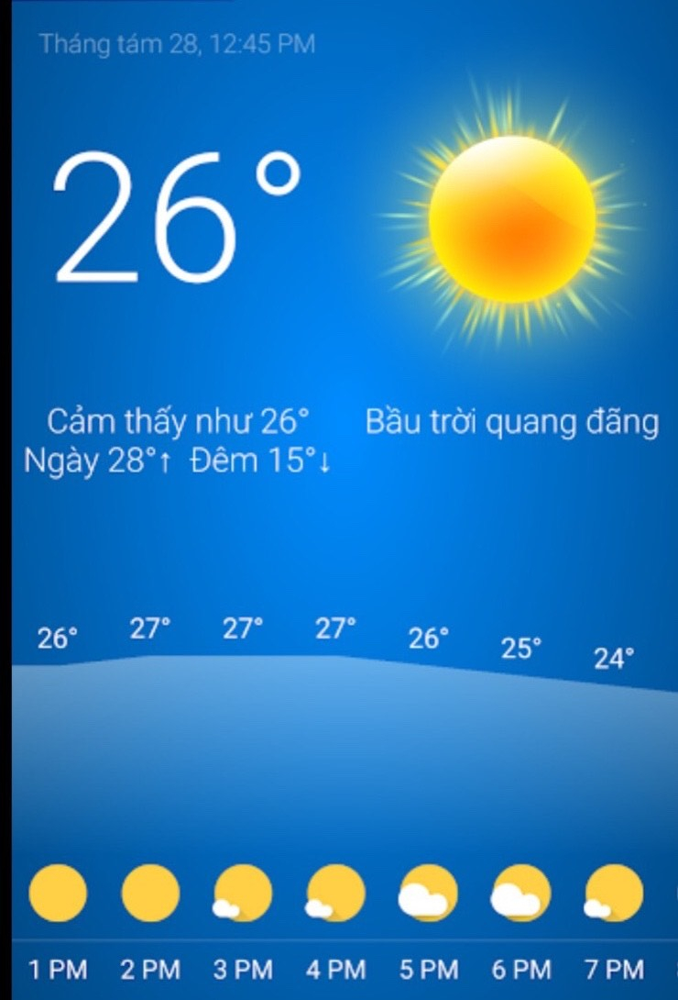 Tháng tám 28, 12:45 PM
26°
Cảm thấy như 26°
Ngày 28°↑ Đêm 15°↓
Bầu trời quang đãng
26° 27° 27° 27° 26° 25° 24°
1 PM 2 PM 3 PM 4 PM 5 PM 6 PM 7 PM